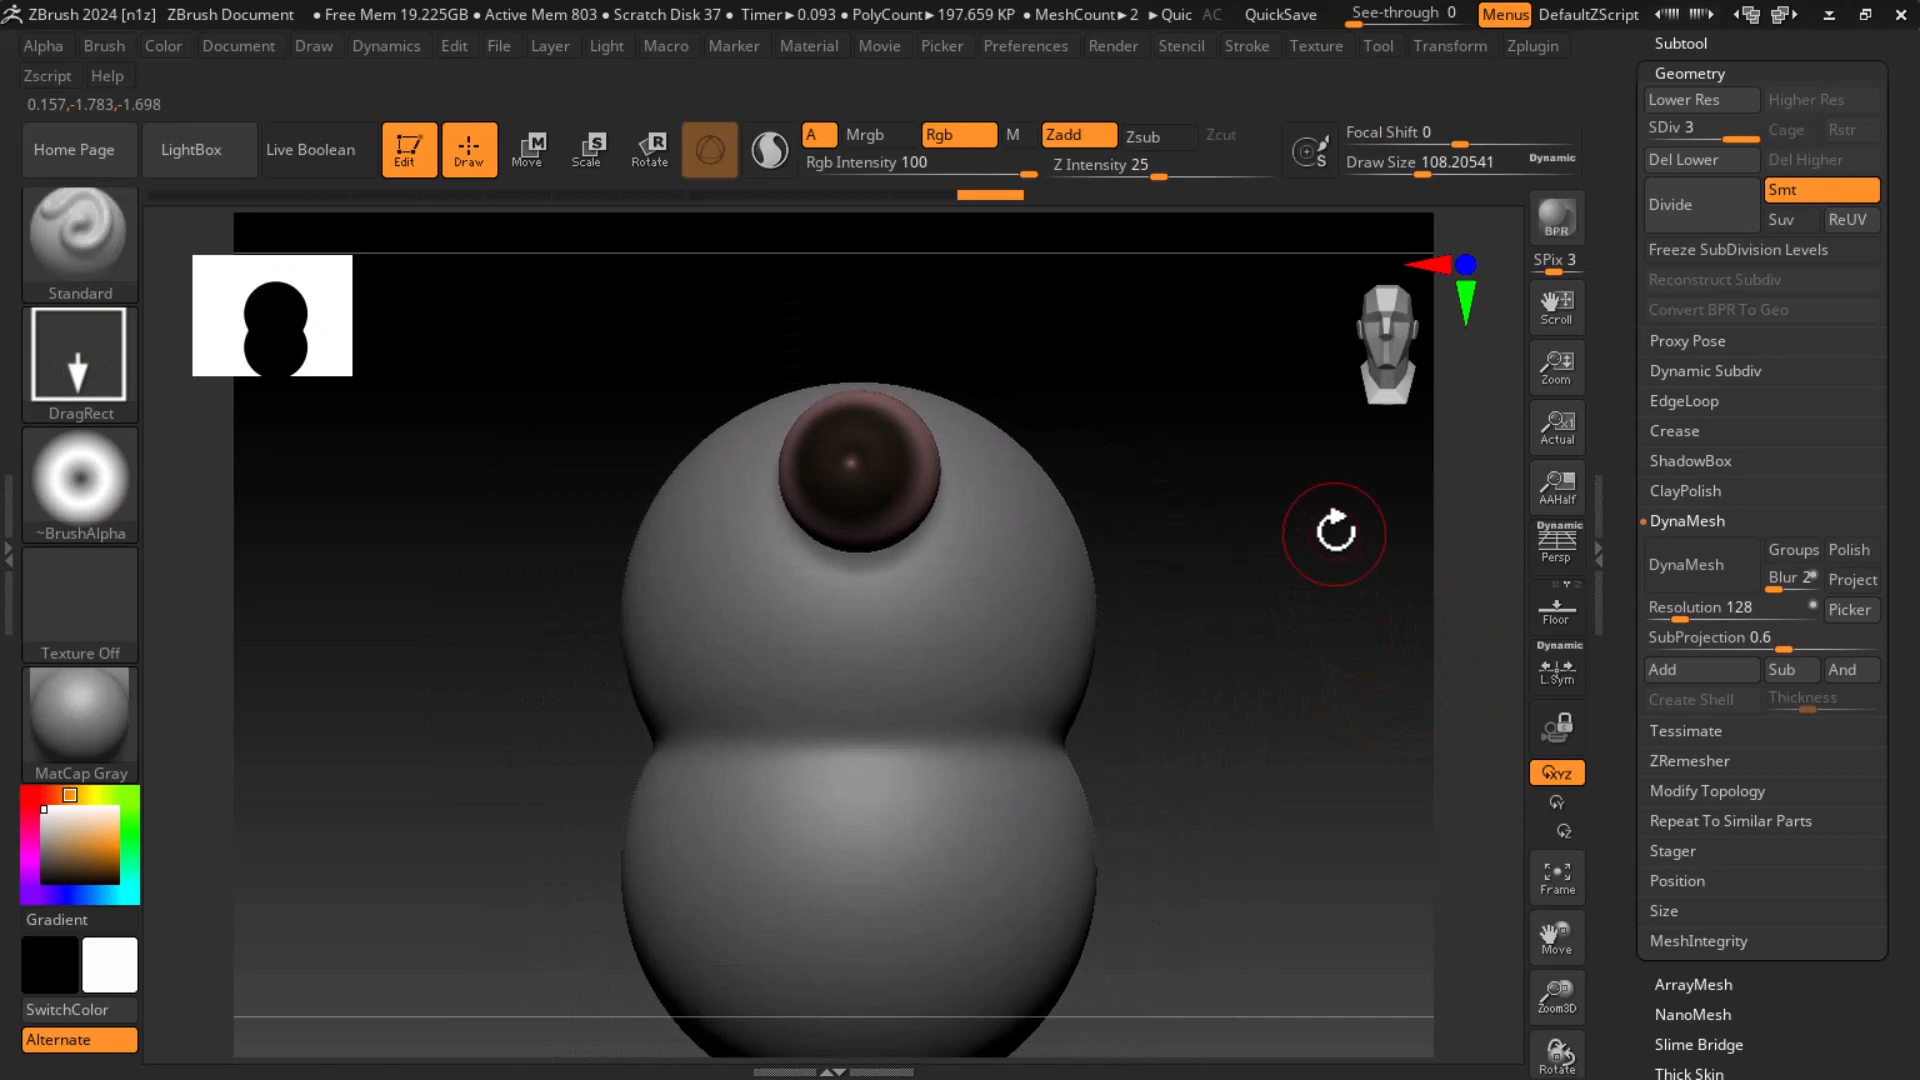 ZBrush 2024 [n1z] ZBrush Document • Free Mem 19.225GB • Active Mem 803 • Scratch Disk 37 • Timer►0.093 • PolyCount►197.659 KP • MeshCount►2 ►Quic AC QuickSave See-through 0 Menus DefaultZScript
Alpha Brush Color Document Draw Dynamics Edit File Layer Light Macro Marker Material Movie Picker Preferences Render Stencil Stroke Texture Tool Transform Zplugin
Zscript Help
0.157,-1.783,-1.698
Home Page LightBox Live Boolean Edit Draw Move Scale Rotate
M S R
A Mrgb Rgb M Zadd Zsub Zcut
Rgb Intensity 100 Z Intensity 25
S
Focal Shift 0
Draw Size 108.20541 Dynamic
Standard
DragRect
~BrushAlpha
Texture Off
MatCap Gray
Gradient
SwitchColor
Alternate
BPR
SPix 3
Scroll
Zoom
X1
Actual
AAHalf
Dynamic
Persp
Floor
Dynamic
L.Sym
XYZ
Y
Z
Frame
Move
Zoom3D
Rotate
Subtool
Geometry
Lower Res Higher Res
SDiv 3 Cage Rstr
Del Lower Del Higher
Divide Smt
Suv ReUV
Freeze SubDivision Levels
Reconstruct Subdiv
Convert BPR To Geo
Proxy Pose
Dynamic Subdiv
EdgeLoop
Crease
ShadowBox
ClayPolish
DynaMesh
DynaMesh Groups Polish
Blur 2 Project
Resolution 128 Picker
SubProjection 0.6
Add Sub And
Create Shell Thickness
Tessimate
ZRemesher
Modify Topology
Repeat To Similar Parts
Stager
Position
Size
MeshIntegrity
ArrayMesh
NanoMesh
Slime Bridge
Thick Skin